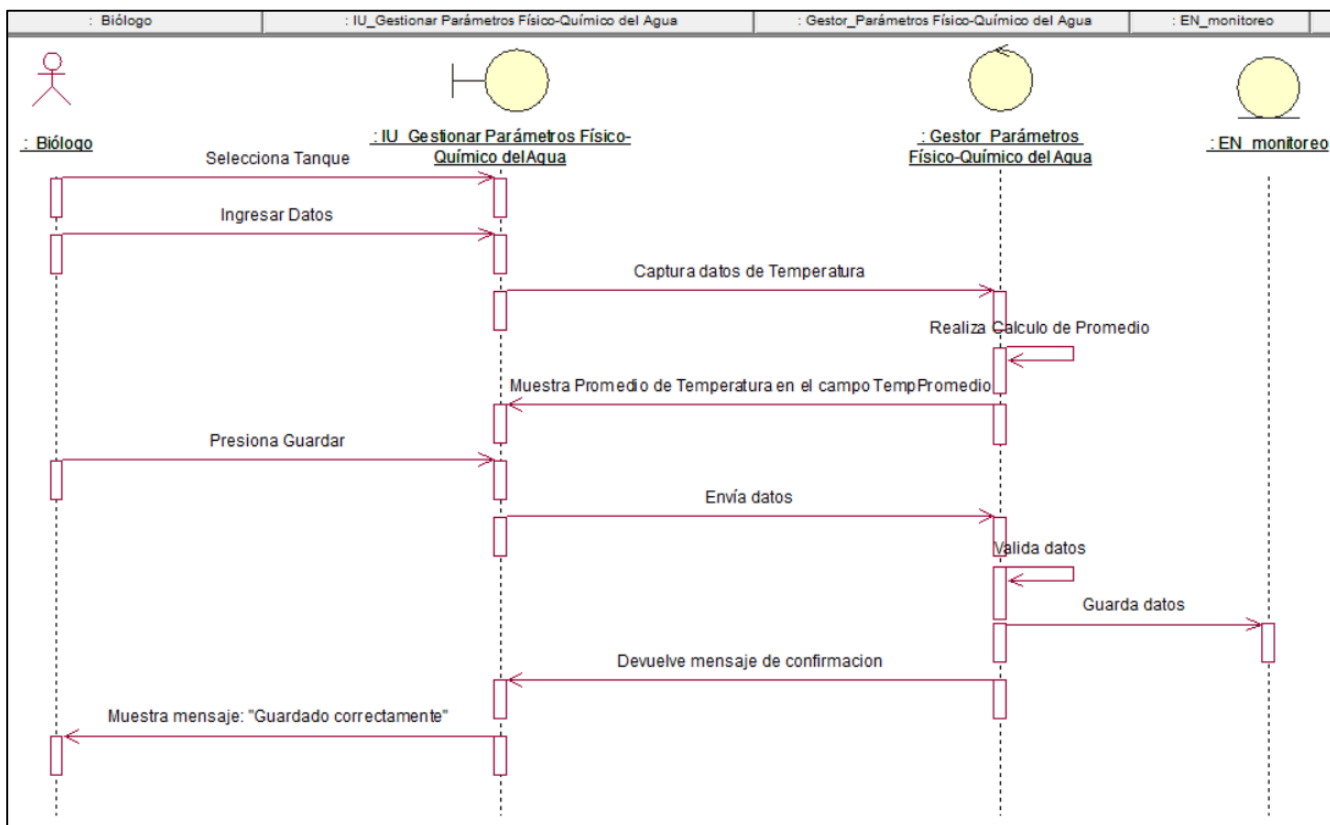 : Biólogo
: IU_Gestionar Parámetros Físico-Químico del Agua
: Gestor_Parámetros Físico-Químico del Agua
: EN_monitoreo
: Biólogo
: IU_Gestionar Parámetros Físico-
Químico delAgua
: Gestor_Parámetros
Físico-Químico del Agua
: EN_monitoreo
Selecciona Tanque
Ingresar Datos
Captura datos de Temperatura
Realiza Calculo de Promedio
Muestra Promedio de Temperatura en el campo TempPromedio
Presiona Guardar
Envía datos
Valida datos
Guarda datos
Devuelve mensaje de confirmacion
Muestra mensaje: "Guardado correctamente"